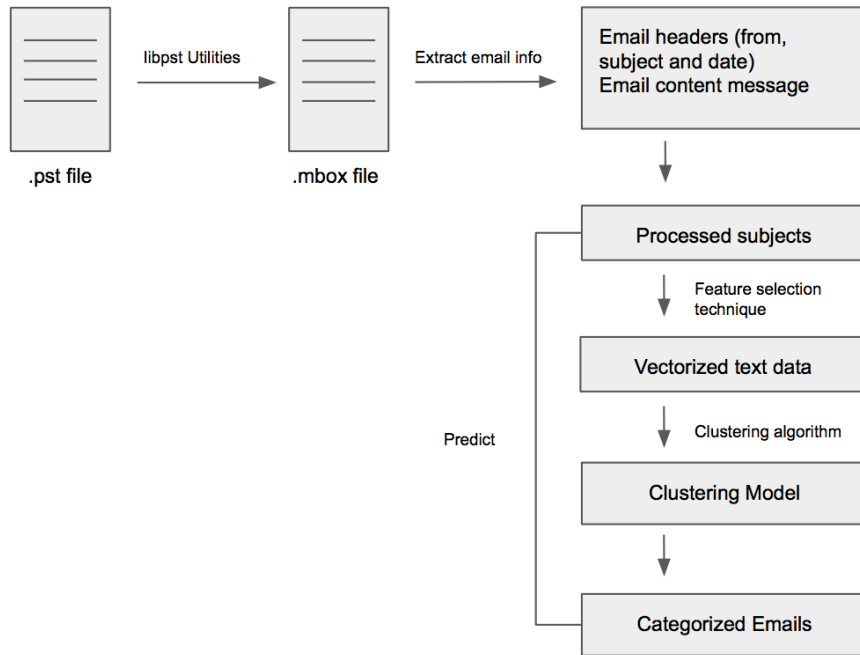 libpst Utilities
Extract email info
Email headers (from,
subject and date)
Email content message
.pst file
.mbox file
Processed subjects
Feature selection
technique
Vectorized text data
Predict
Clustering algorithm
Clustering Model
Categorized Emails